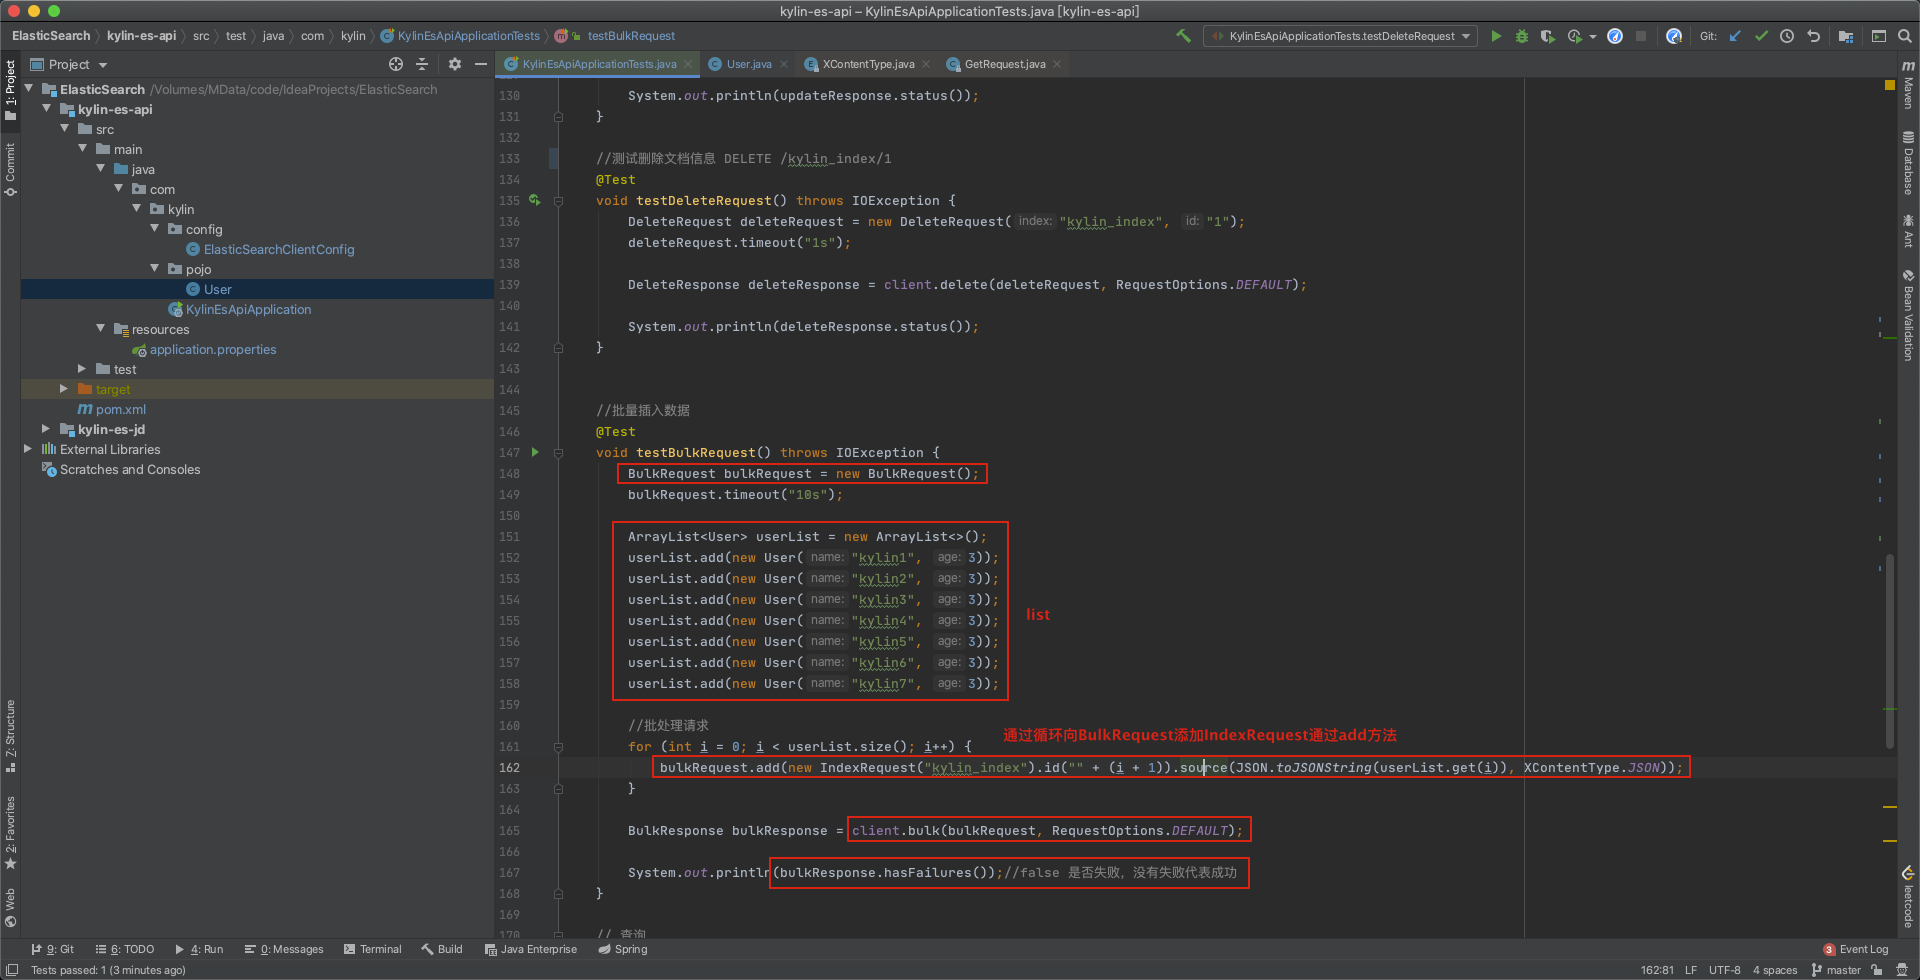 kylin-es-api – KylinEsApiApplicationTests.java [kylin-es-api]
ElasticSearch kylin-es-api src test java com kylin KylinEsApiApplicationTests testBulkRequest
KylinEsApiApplicationTests.testDeleteRequest
Git:
Project
KylinEsApiApplicationTests.java
User.java
XContentType.java
GetRequest.java
1: Project
Commit
7: Structure
2: Favorites
Web
ElasticSearch /Volumes/MData/code/IdeaProjects/ElasticSearch
kylin-es-api
src
main
java
com
kylin
config
ElasticSearchClientConfig
pojo
User
KylinEsApiApplication
resources
application.properties
test
target
pom.xml
kylin-es-jd
External Libraries
Scratches and Consoles
130 System.out.println(updateResponse.status());
131 }
132
133 //测试删除文档信息 DELETE /kylin_index/1
134 @Test
135 void testDeleteRequest() throws IOException {
136 DeleteRequest deleteRequest = new DeleteRequest( index: "kylin_index", id: "1");
137 deleteRequest.timeout("1s");
138
139 DeleteResponse deleteResponse = client.delete(deleteRequest, RequestOptions.DEFAULT);
140
141 System.out.println(deleteResponse.status());
142 }
143
144
145 //批量插入数据
146 @Test
147 void testBulkRequest() throws IOException {
148 BulkRequest bulkRequest = new BulkRequest();
149 bulkRequest.timeout("10s");
150
151 ArrayList<User> userList = new ArrayList<>();
152 userList.add(new User( name: "kylin1", age: 3));
153 userList.add(new User( name: "kylin2", age: 3));
154 userList.add(new User( name: "kylin3", age: 3));
list
155 userList.add(new User( name: "kylin4", age: 3));
156 userList.add(new User( name: "kylin5", age: 3));
157 userList.add(new User( name: "kylin6", age: 3));
158 userList.add(new User( name: "kylin7", age: 3));
159
160 //批处理请求
通过循环向BulkRequest添加IndexRequest通过add方法
161 for (int i = 0; i < userList.size(); i++) {
162 bulkRequest.add(new IndexRequest("kylin_index").id("" + (i + 1)).source(JSON.toJSONString(userList.get(i)), XContentType.JSON));
163 }
164
165 BulkResponse bulkResponse = client.bulk(bulkRequest, RequestOptions.DEFAULT);
166
167 System.out.println(bulkResponse.hasFailures());//false 是否失败，没有失败代表成功
168 }
169
170 // 查询
Maven
Database
Ant
Bean Validation
leetcode
9: Git
6: TODO
4: Run
0: Messages
Terminal
Build
Java Enterprise
Spring
3 Event Log
Tests passed: 1 (3 minutes ago)
162:81 LF UTF-8 4 spaces master